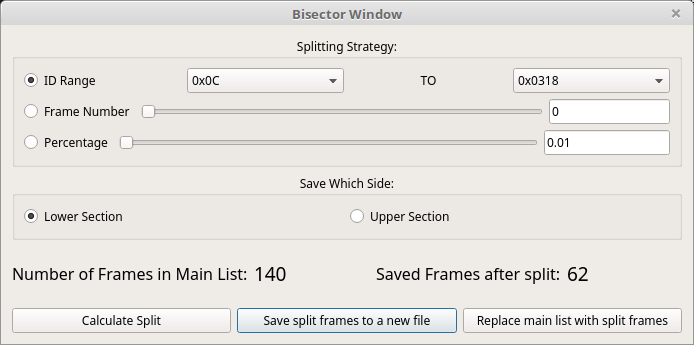 Bisector Window
Splitting Strategy:
ID Range 0x0C TO 0x0318
Frame Number 0
Percentage 0.01
Save Which Side:
Lower Section Upper Section
Number of Frames in Main List: 140 Saved Frames after split: 62
Calculate Split Save split frames to a new file Replace main list with split frames